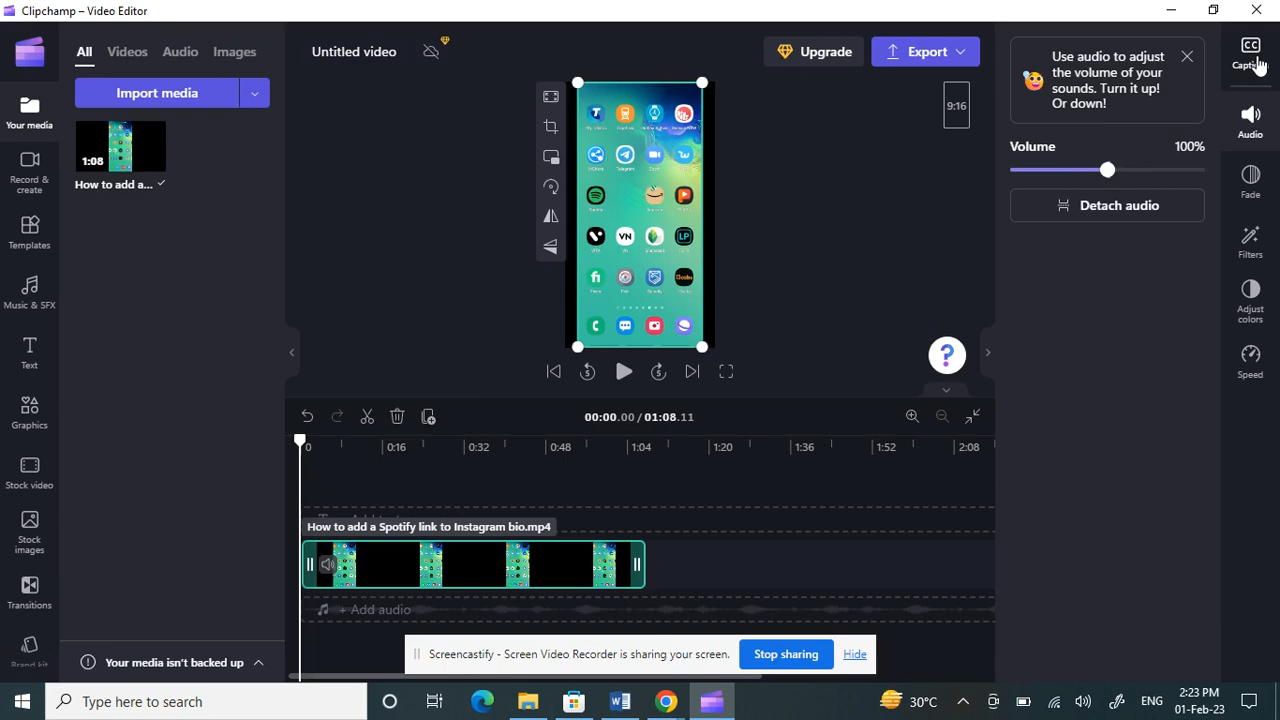 Clipchamp – Video Editor
All
Videos
Audio
Images
Untitled video
Upgrade
Export
Import media
Your media
1:08
How to add a...
Record & create
Templates
Music & SFX
Text
Graphics
Stock video
Stock images
Transitions
Your media isn't backed up
9:16
Telegram
Use audio to adjust
the volume of your
sounds. Turn it up!
Or down!
Volume
100%
Detach audio
CC
Audio
Fade
Filters
Adjust colors
Speed
5
5
?
00:00.00 / 01:08.11
0
0:16
0:32
0:48
1:04
1:20
1:36
1:52
2:08
How to add a Spotify link to Instagram bio.mp4
+ Add audio
Screencastify - Screen Video Recorder is sharing your screen.
Stop sharing
Hide
Type here to search
30°C
ENG
2:23 PM
01-Feb-23